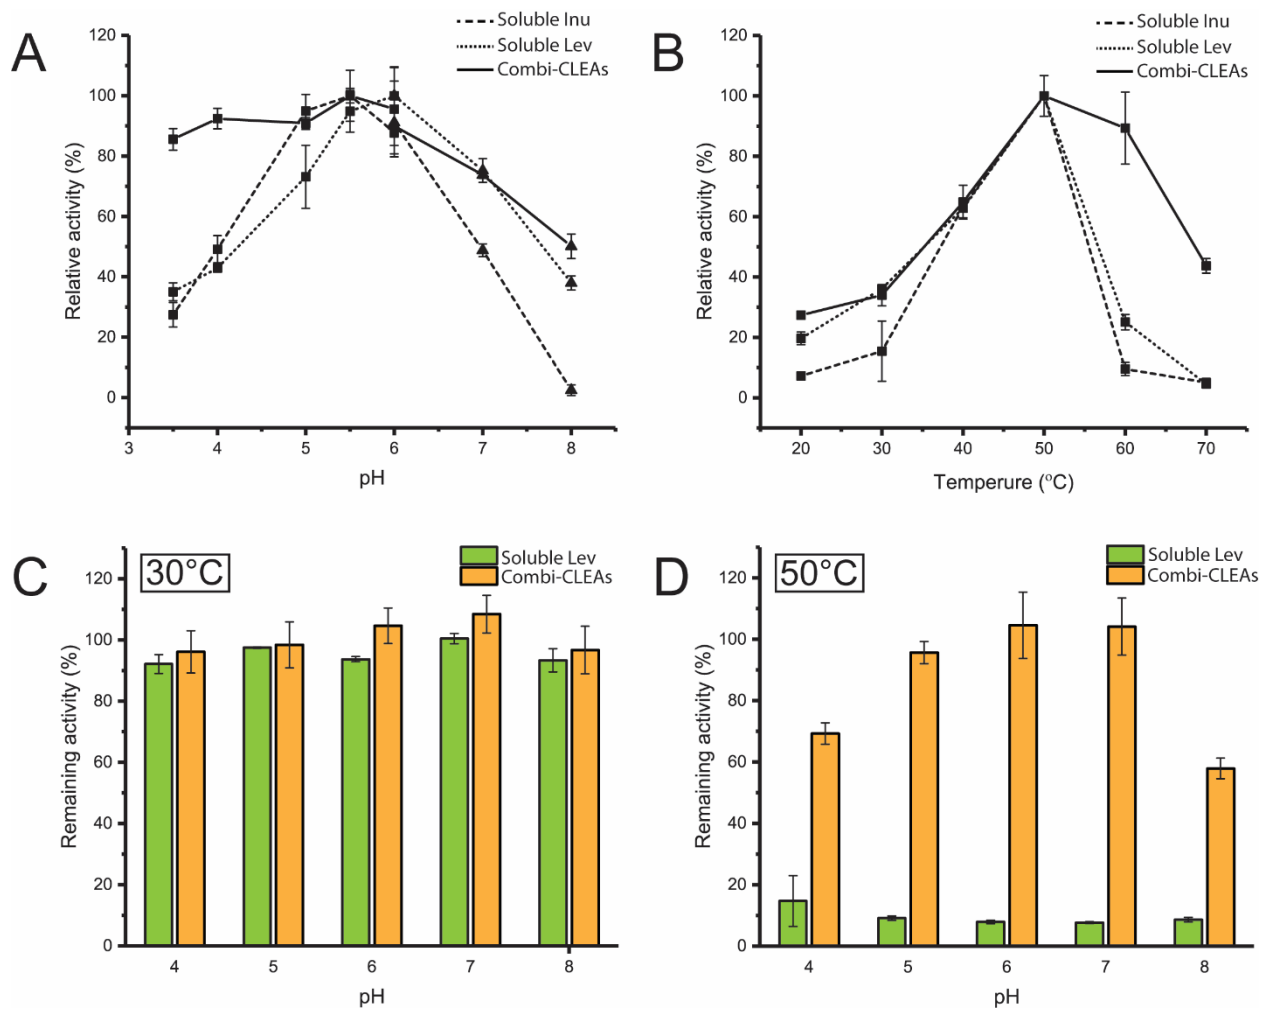 A
Soluble Inu
Soluble Lev
Combi-CLEAs
Relative activity (%)
120
100
80
60
40
20
0
3 4 5 6 7 8
pH
B
Soluble Inu
Soluble Lev
Combi-CLEAs
Relative activity (%)
120
100
80
60
40
20
0
20 30 40 50 60 70
Temperure (°C)
C
30°C
Soluble Lev
Combi-CLEAs
Remaining activity (%)
120
100
80
60
40
20
0
4 5 6 7 8
pH
D
50°C
Soluble Lev
Combi-CLEAs
Remaining activity (%)
120
100
80
60
40
20
0
4 5 6 7 8
pH